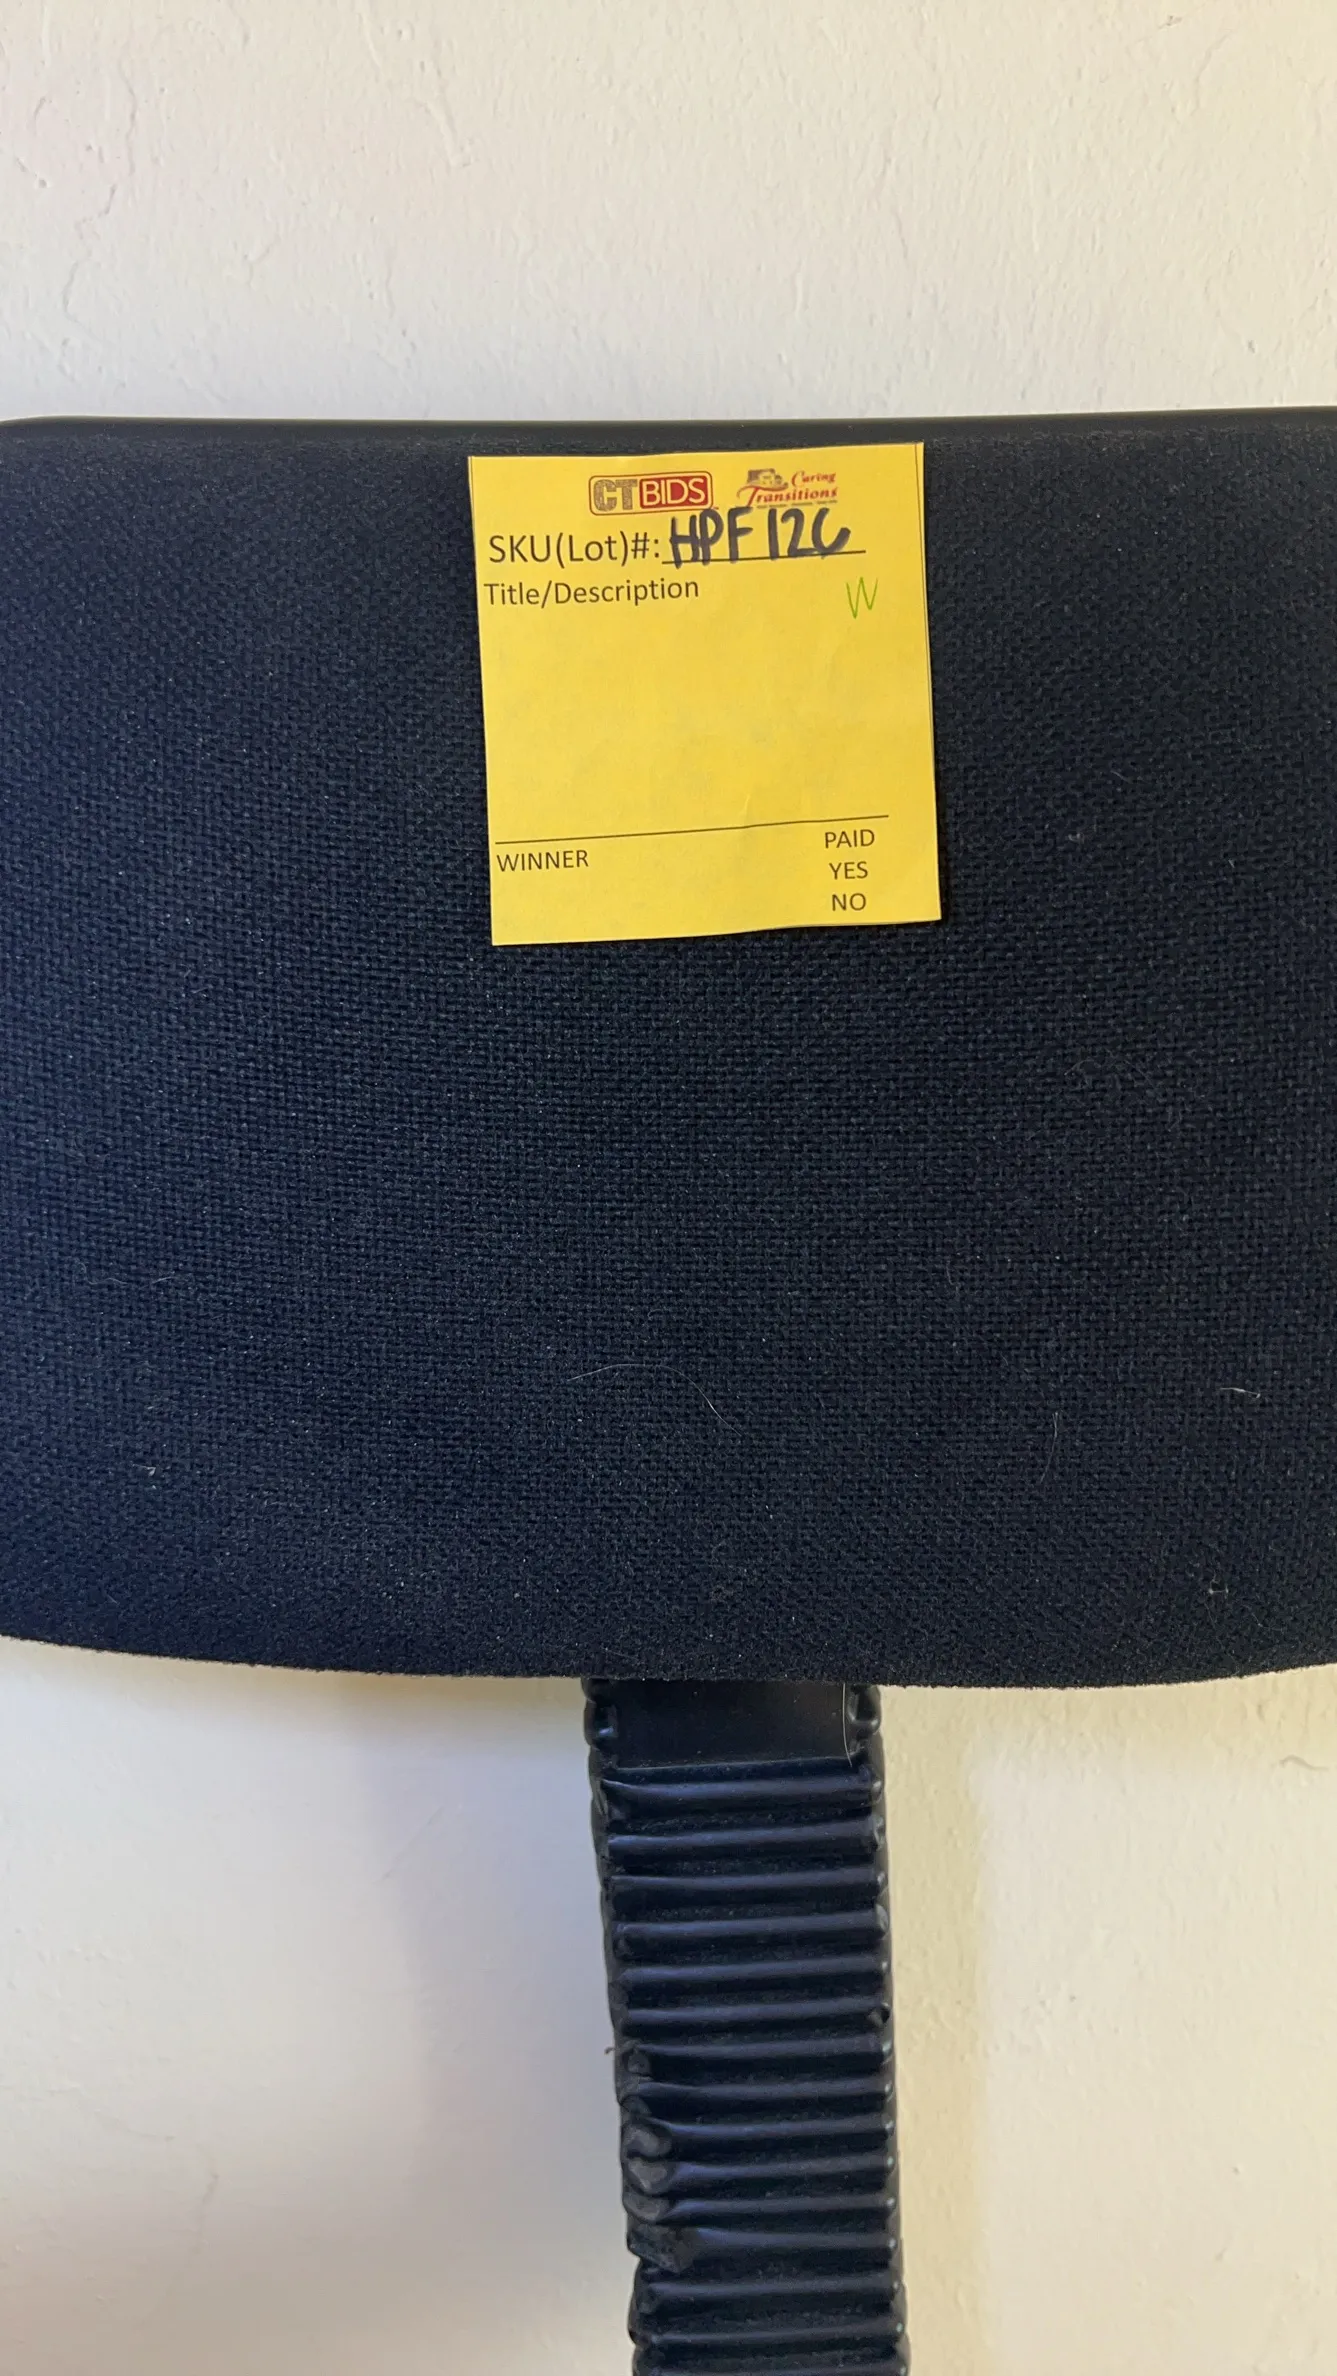 CTBIDS Caring Transitions
SKU(Lot)#: HPF126
Title/Description
W
PAID
WINNER
YES
NO